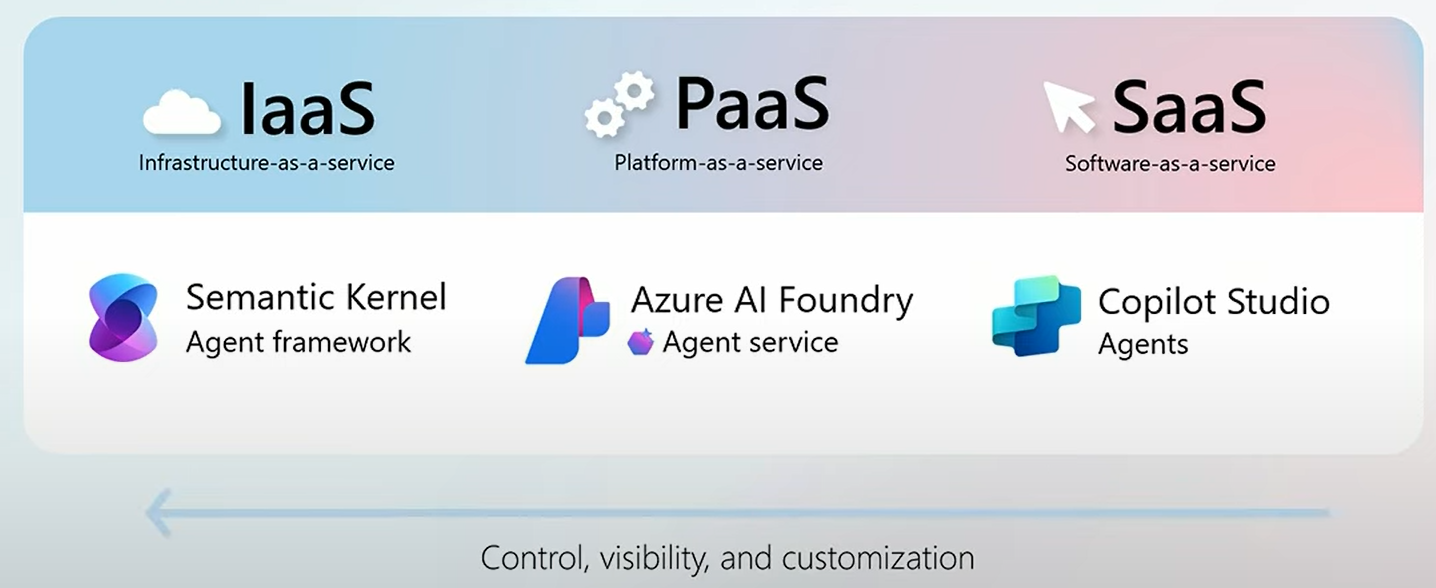 IaaS
Infrastructure-as-a-service
PaaS
Platform-as-a-service
SaaS
Software-as-a-service
Semantic Kernel
Agent framework
Azure AI Foundry
Agent service
Copilot Studio
Agents
Control, visibility, and customization